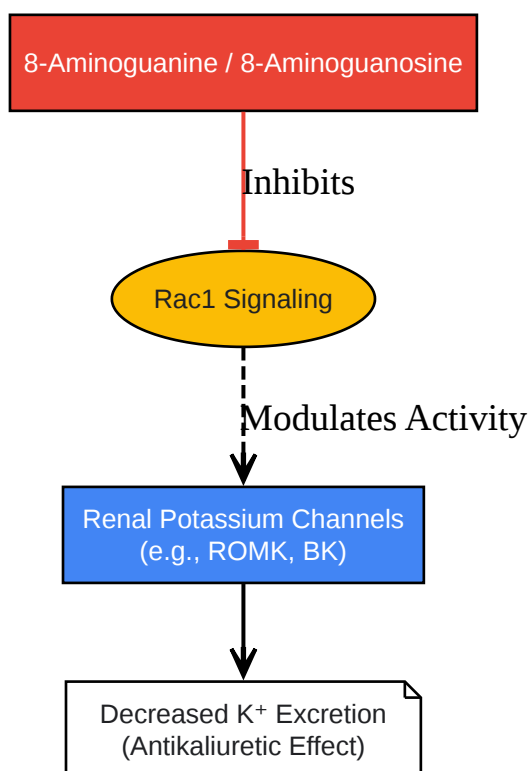 8-Aminoguanine / 8-Aminoguanosine
Inhibits
Rac1 Signaling
Modulates Activity
Renal Potassium Channels
(e.g., ROMK, BK)
Decreased K⁺ Excretion
(Antikaliuretic Effect)